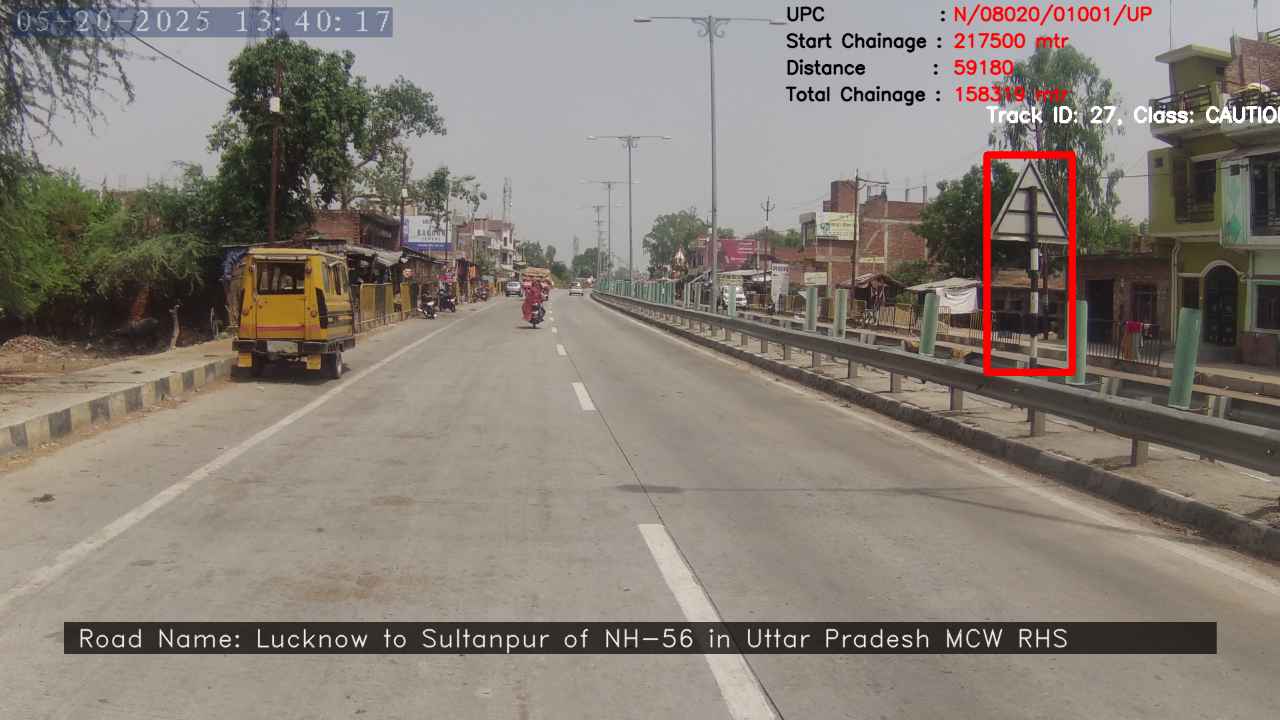 05-20-2025 13:40:17
UPC : N/08020/01001/UP
Start Chainage : 217500 mtr
Distance : 59180
Total Chainage : 158319 mtr
Track ID: 27, Class: CAUTION
Road Name: Lucknow to Sultanpur of NH-56 in Uttar Pradesh MCW RHS